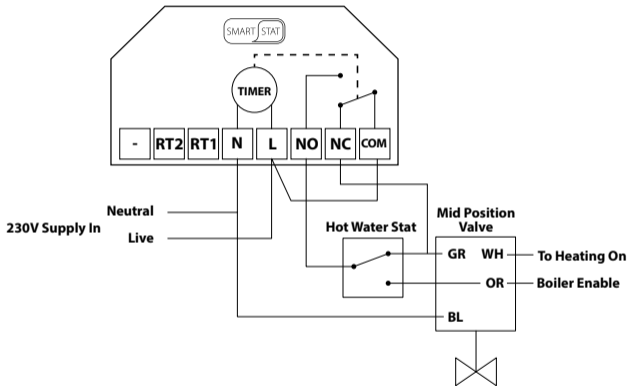 SMART STAT
TIMER
- RT2 RT1 N L NO NC COM
Neutral
230V Supply In
Live
Hot Water Stat
Mid Position
Valve
GR WH
To Heating On
OR
Boiler Enable
BL